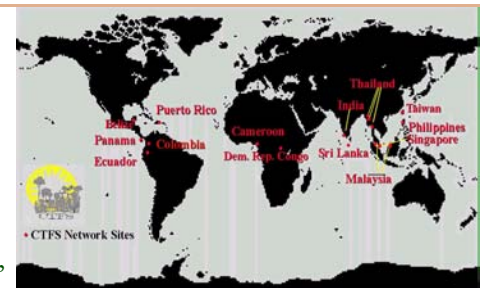 Thailand
India
Taiwan
Puerto Rico
Belize
Philippines
Singapore
Panama
Colombia
Cameroon
Dem. Rep. Congo
Sri Lanka
Ecuador
Malaysia
CTFS
• CTFS Network Sites
,